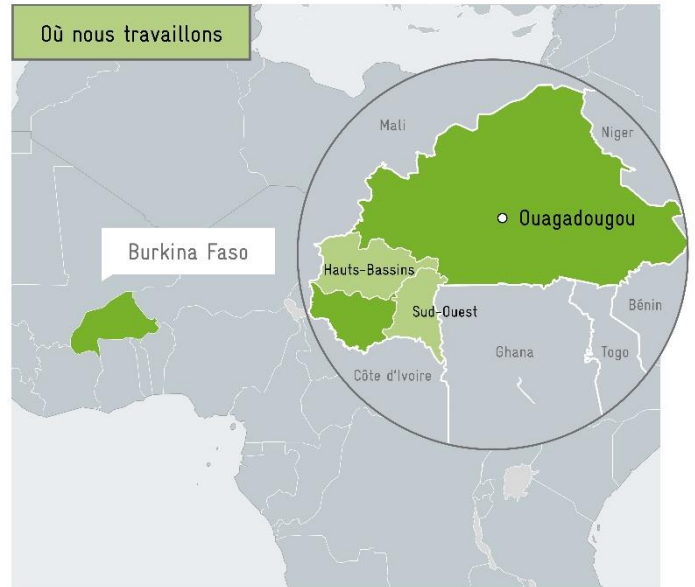 Où nous travaillons
Mali
Niger
Ouagadougou
Burkina Faso
Hauts-Bassins
Sud-Ouest
Bénin
Ghana
Togo
Côte d'Ivoire